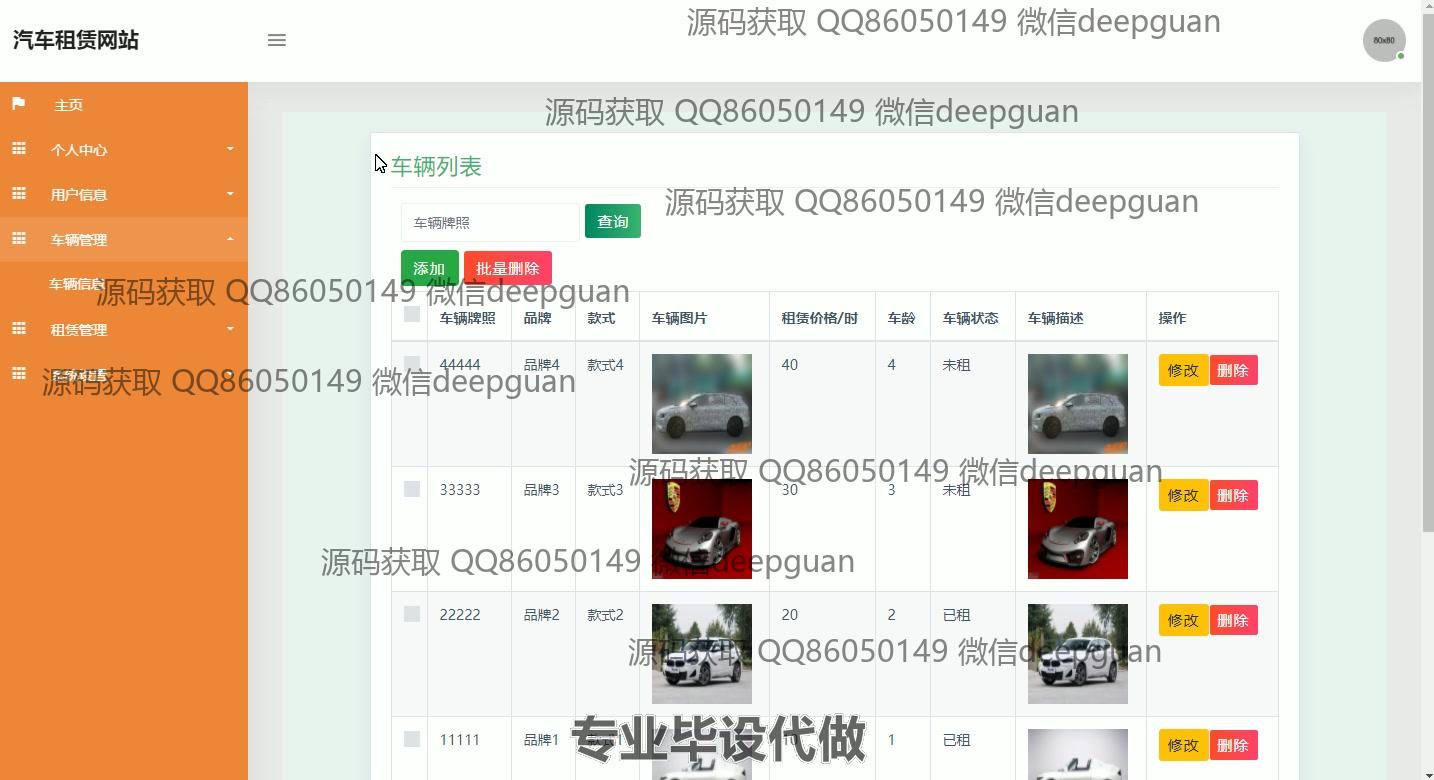 汽车租赁网站
源码获取 QQ86050149 微信deepguan
80x80
主页
源码获取 QQ86050149 微信deepguan
个人中心
车辆列表
用户信息
源码获取 QQ86050149 微信deepguan
车辆牌照 查询
车辆管理
添加 批量删除
车辆信息
源码获取 QQ86050149 微信deepguan
车辆牌照 品牌 款式 车辆图片 租赁价格/时 车龄 车辆状态 车辆描述 操作
租赁管理
44444 品牌4 款式4 40 4 未租 修改 删除
源码获取 QQ86050149 微信deepguan
源码获取 QQ86050149 微信deepguan
33333 品牌3 款式3 30 3 未租 修改 删除
源码获取 QQ86050149 微信deepguan
22222 品牌2 款式2 20 2 已租 修改 删除
源码获取 QQ86050149 微信deepguan
11111 品牌1 款式1 10 1 已租 修改 删除
专业毕设代做